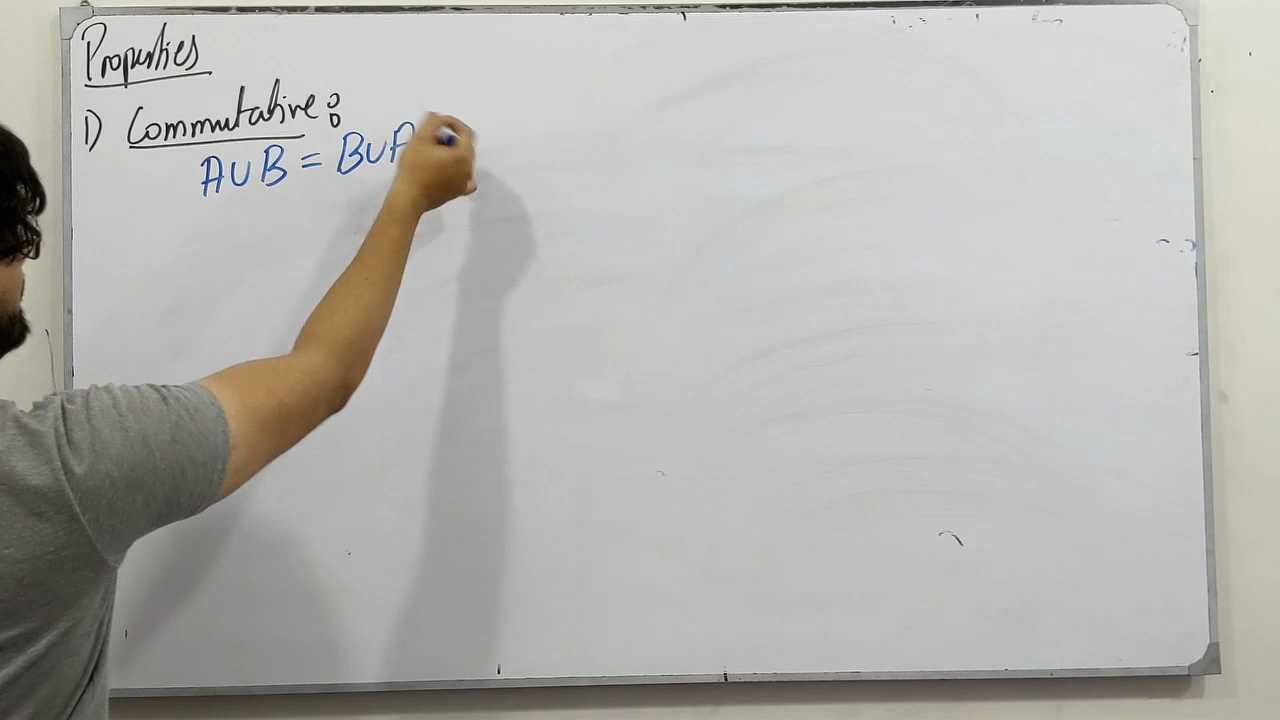 Properties
1) Commutative:
A∪B = B∪A